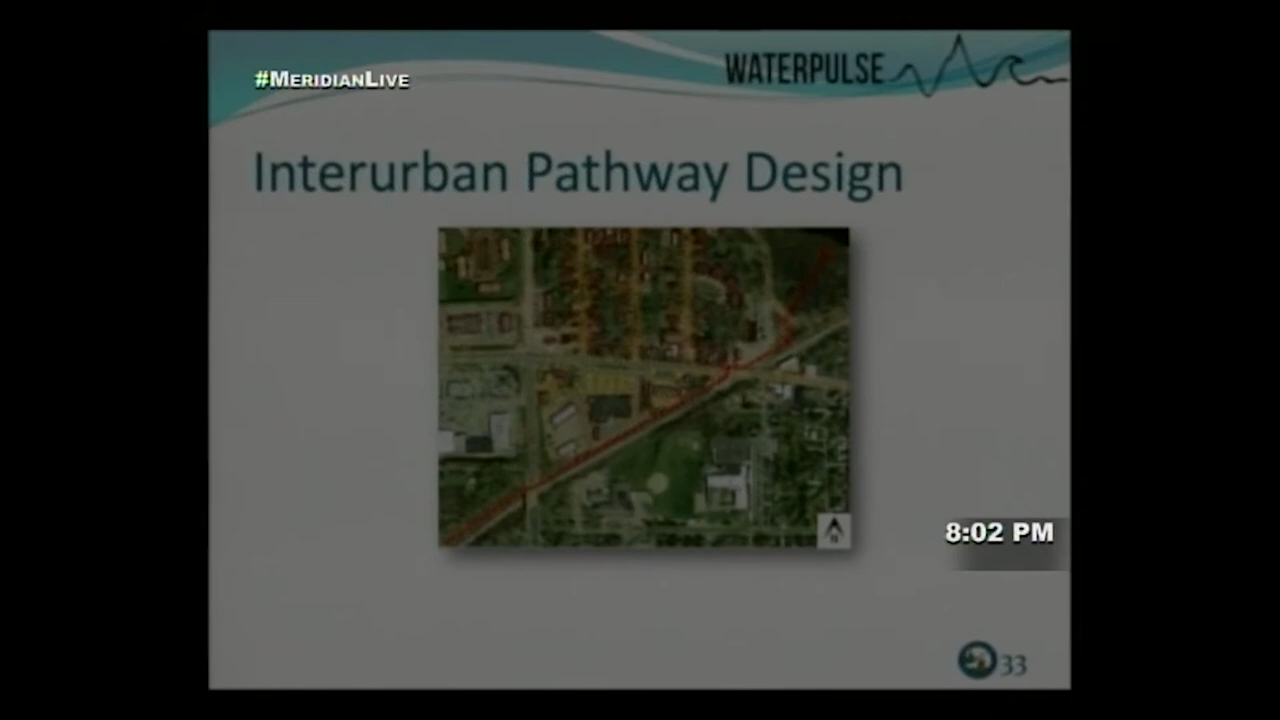 #MERIDIANLIVE
WATERPULSE
Interurban Pathway Design
N
8:02 PM
33